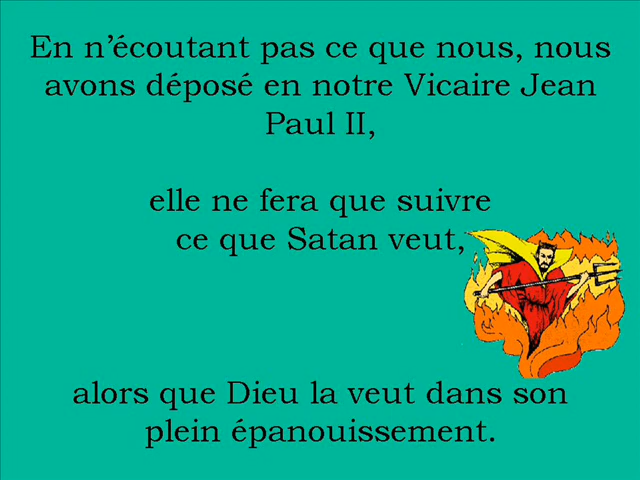 En n’écoutant pas ce que nous, nous
avons déposé en notre Vicaire Jean
Paul II,
elle ne fera que suivre
ce que Satan veut,
alors que Dieu la veut dans son
plein épanouissement.